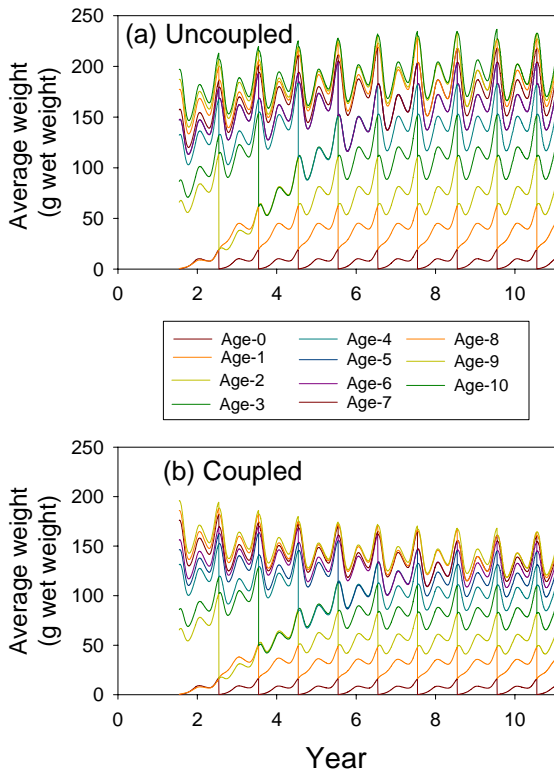 (a) Uncoupled
Average weight
(g wet weight)
250
200
150
100
50
0
0 2 4 6 8 10
Age-0 Age-4 Age-8
Age-1 Age-5 Age-9
Age-2 Age-6 Age-10
Age-3 Age-7
(b) Coupled
Average weight
(g wet weight)
250
200
150
100
50
0
0 2 4 6 8 10
Year